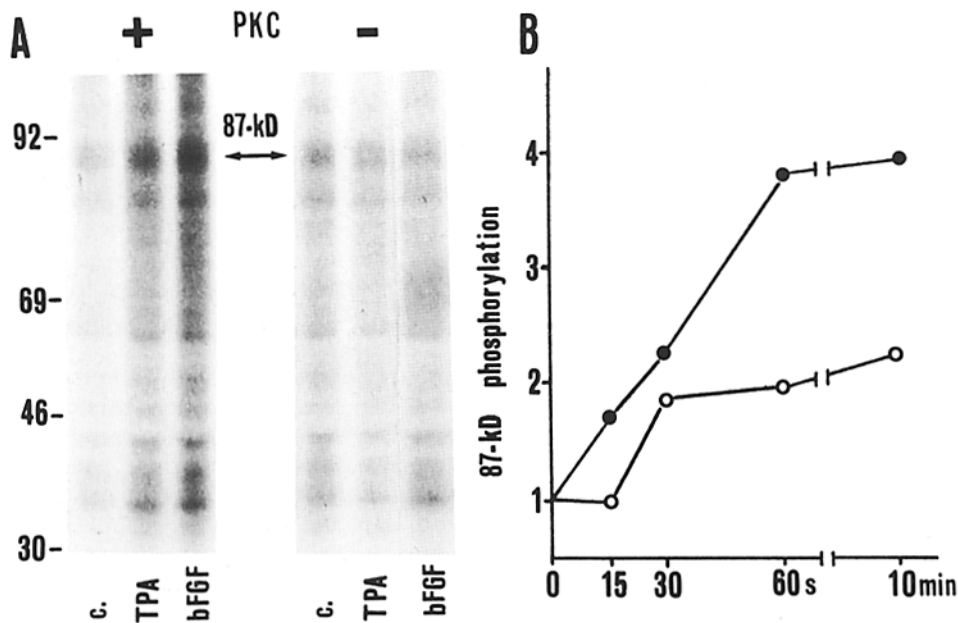 A + PKC - B
87-kD
92-
69-
46-
30-
c. TPA bFGF c. TPA bFGF
87-kD phosphorylation
4
3
2
1
0 15 30 60 s 10 min